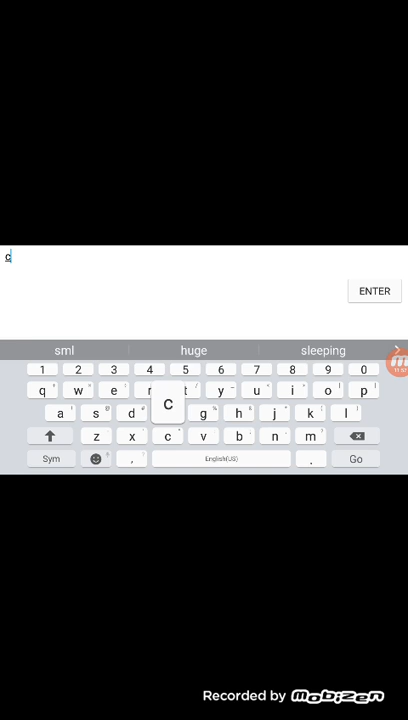 c
ENTER
sml huge sleeping
1 2 3 4 5 6 7 8 9 0
q w e r t y u i o p
a s d c g h j k l
z x c v b n m
Sym , English(US) . Go
Recorded by Mobizen